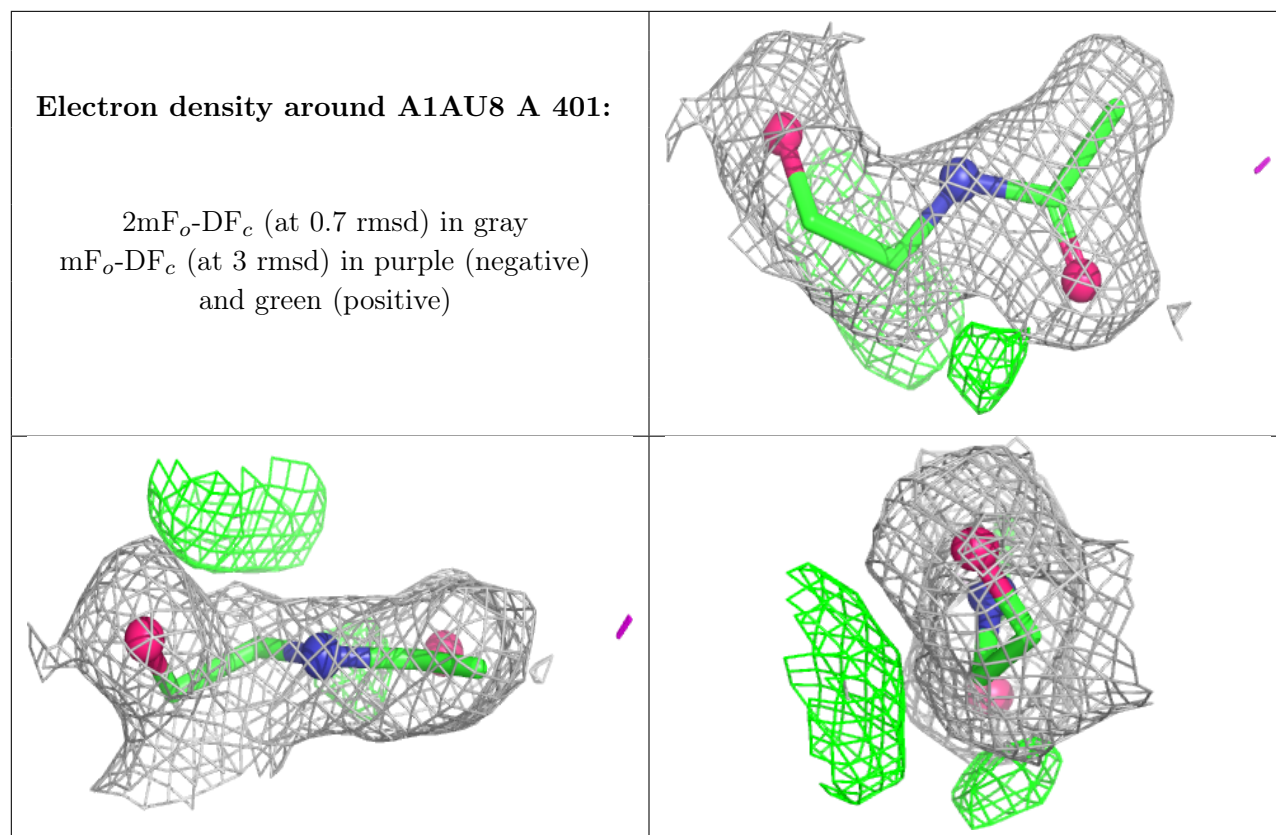 Electron density around A1AU8 A 401:
2mFo-DFc (at 0.7 rmsd) in gray
mFo-DFc (at 3 rmsd) in purple (negative)
and green (positive)